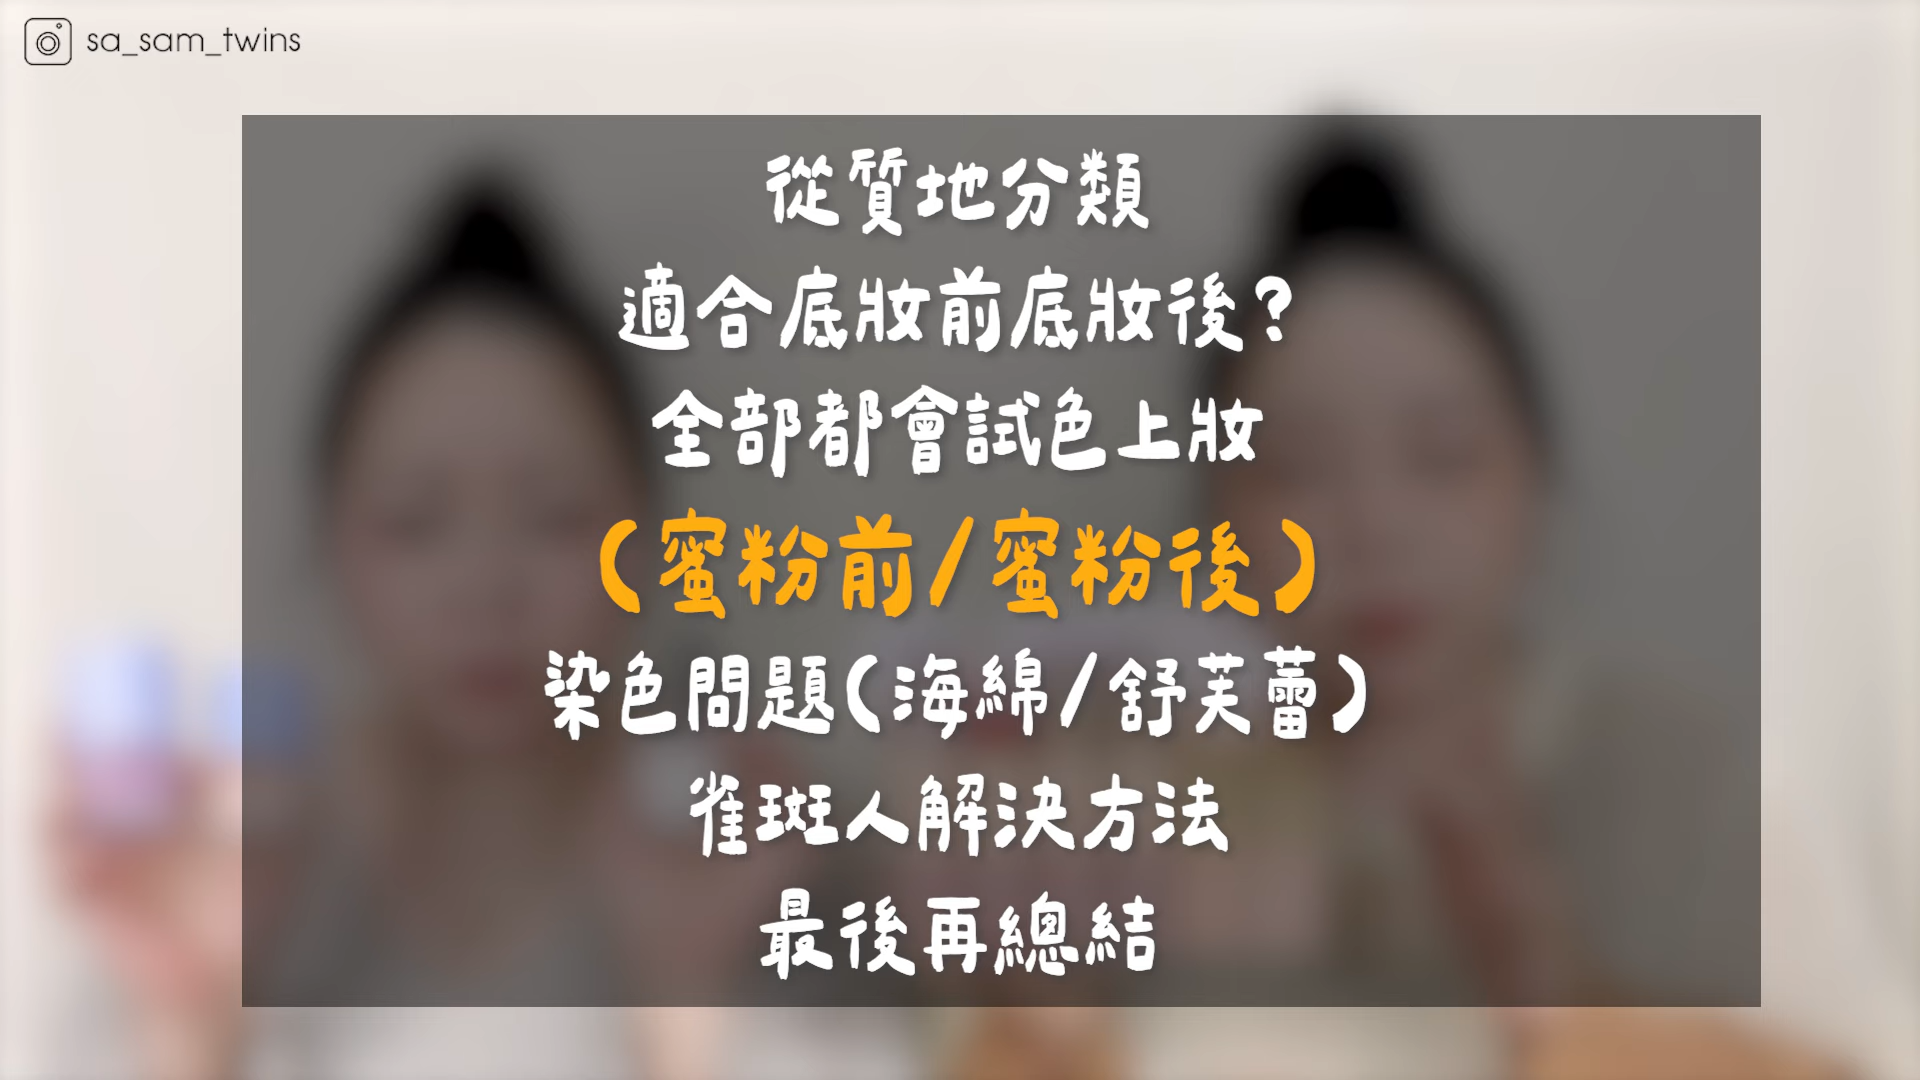 sa_sam_twins
從質地分類
適合底妝前底妝後?
全部都會試色上妝
(蜜粉前/蜜粉後)
染色問題(海綿/舒芙蕾)
雀斑人解決方法
最後再總結